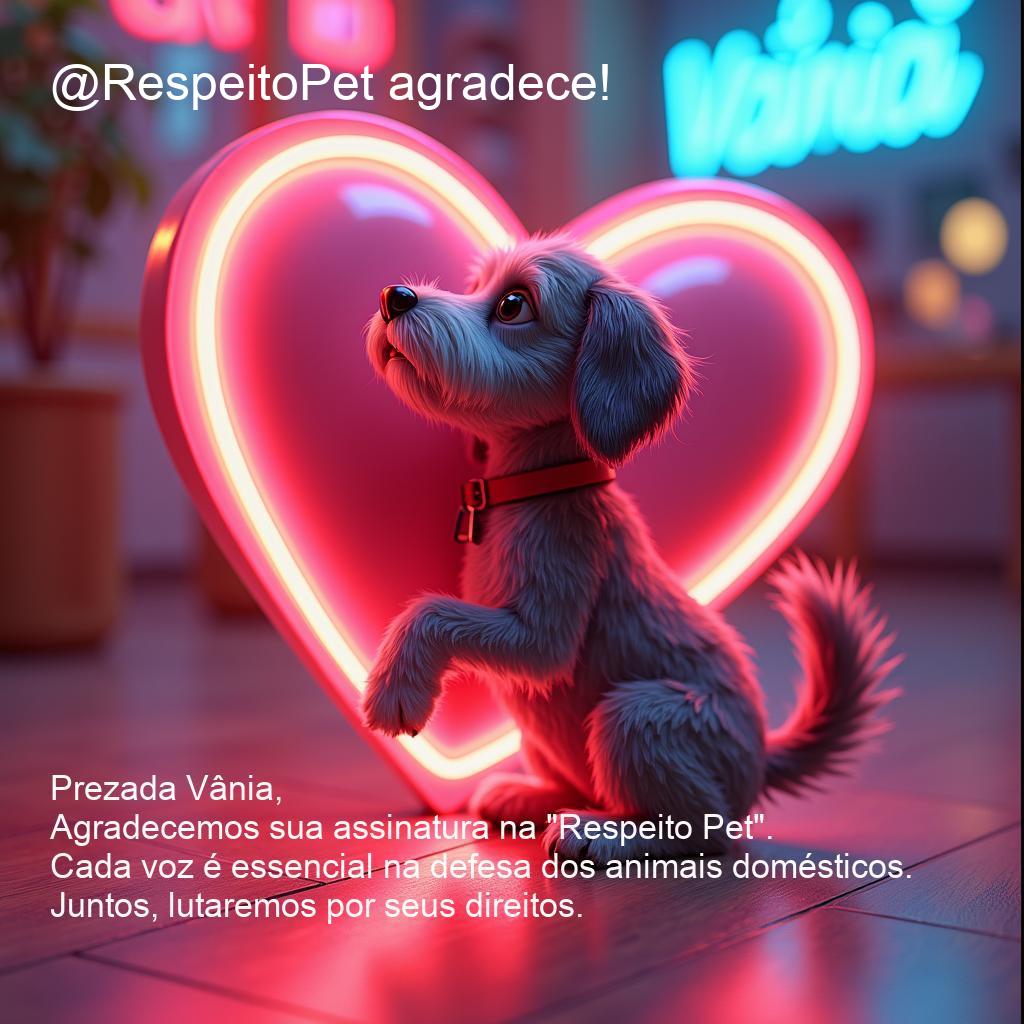 @RespeitoPet agradece!
Vânia,
Prezada Vânia,
Agradecemos sua assinatura na "Respeito Pet".
Cada voz é essencial na defesa dos animais domésticos.
Juntos, lutaremos por seus direitos.